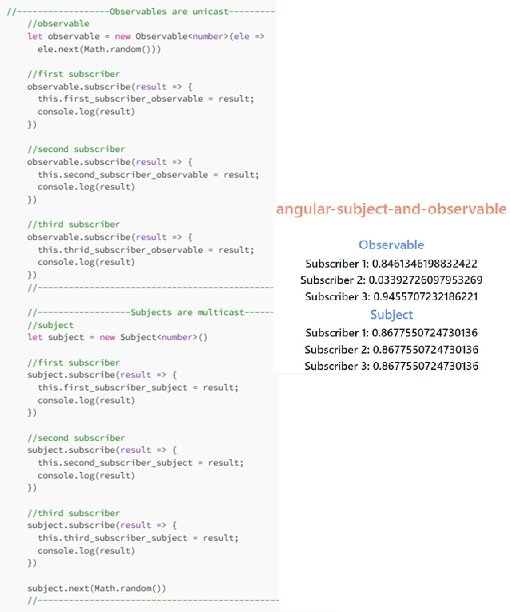 //------------------Observables are unicast---------
//observable
let observable = new Observable<number>(ele =>
ele.next(Math.random()))
//first subscriber
observable.subscribe(result => {
this.first_subscriber_observable = result;
console.log(result)
})
//second subscriber
observable.subscribe(result => {
this.second_subscriber_observable = result;
console.log(result)
})
//third subscriber
observable.subscribe(result => {
this.thrid_subscriber_observable = result;
console.log(result)
})
//-----------------------------------------------
//------------------Subjects are multicast------
//subject
let subject = new Subject<number>()
//first subscriber
subject.subscribe(result => {
this.first_subscriber_subject = result;
console.log(result)
})
//second subscriber
subject.subscribe(result => {
this.second_subscriber_subject = result;
console.log(result)
})
//third subscriber
subject.subscribe(result => {
this.third_subscriber_subject = result;
console.log(result)
})
subject.next(Math.random())
//-----------------------------------------------
angular-subject-and-observable
Observable
Subscriber 1: 0.8461346198832422
Subscriber 2: 0.03392726097953269
Subscriber 3: 0.9455707232186221
Subject
Subscriber 1: 0.8677550724730136
Subscriber 2: 0.8677550724730136
Subscriber 3: 0.8677550724730136